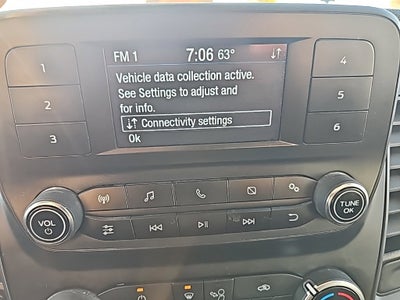 FM 1 7:06 63°
Vehicle data collection active.
See Settings to adjust and
for info.
Connectivity settings
Ok
1
2
3
4
5
6
VOL
TUNE
OK